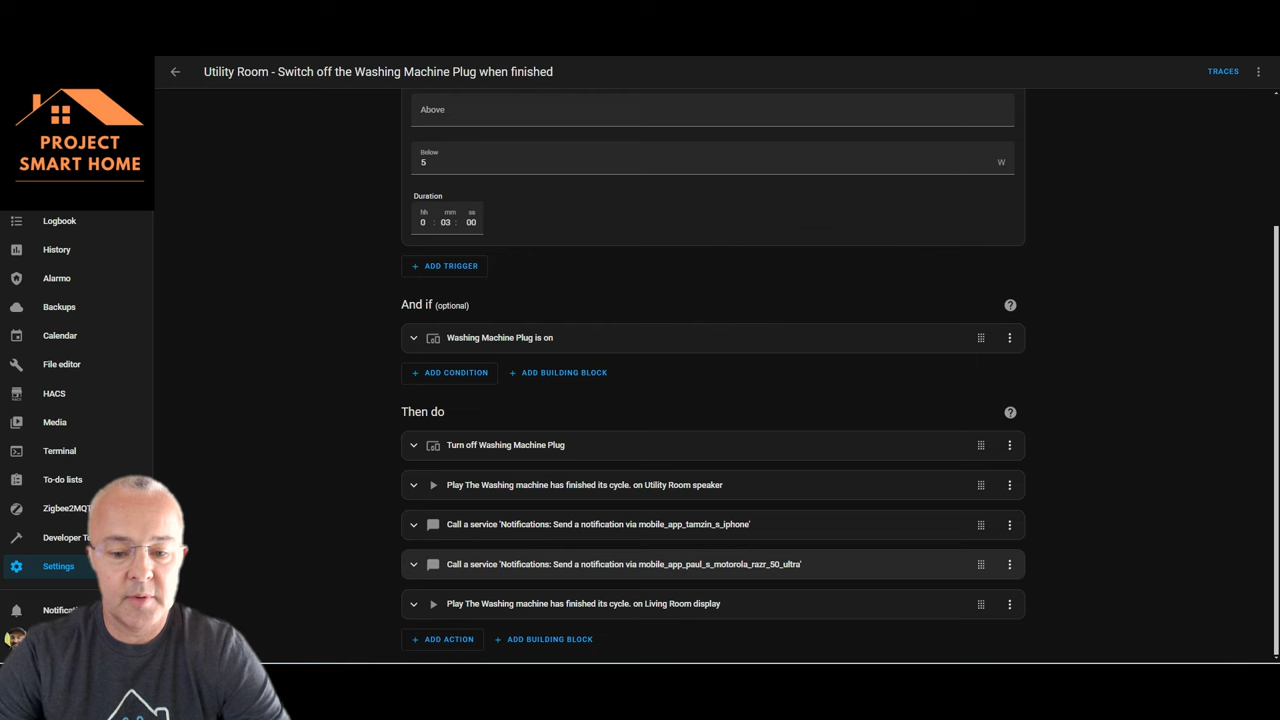 Utility Room - Switch off the Washing Machine Plug when finished
TRACES
PROJECT
SMART HOME
Logbook
History
Alarmo
Backups
Calendar
File editor
HACS
Media
Terminal
To-do lists
Zigbee2MQT
Developer To
Settings
Notificatio
Above
Below
5
W
Duration
hh mm ss
0 : 03 : 00
+ ADD TRIGGER
And if (optional)
Washing Machine Plug is on
+ ADD CONDITION + ADD BUILDING BLOCK
Then do
Turn off Washing Machine Plug
Play The Washing machine has finished its cycle. on Utility Room speaker
Call a service 'Notifications: Send a notification via mobile_app_tamzin_s_iphone'
Call a service 'Notifications: Send a notification via mobile_app_paul_s_motorola_razr_50_ultra'
Play The Washing machine has finished its cycle. on Living Room display
+ ADD ACTION + ADD BUILDING BLOCK